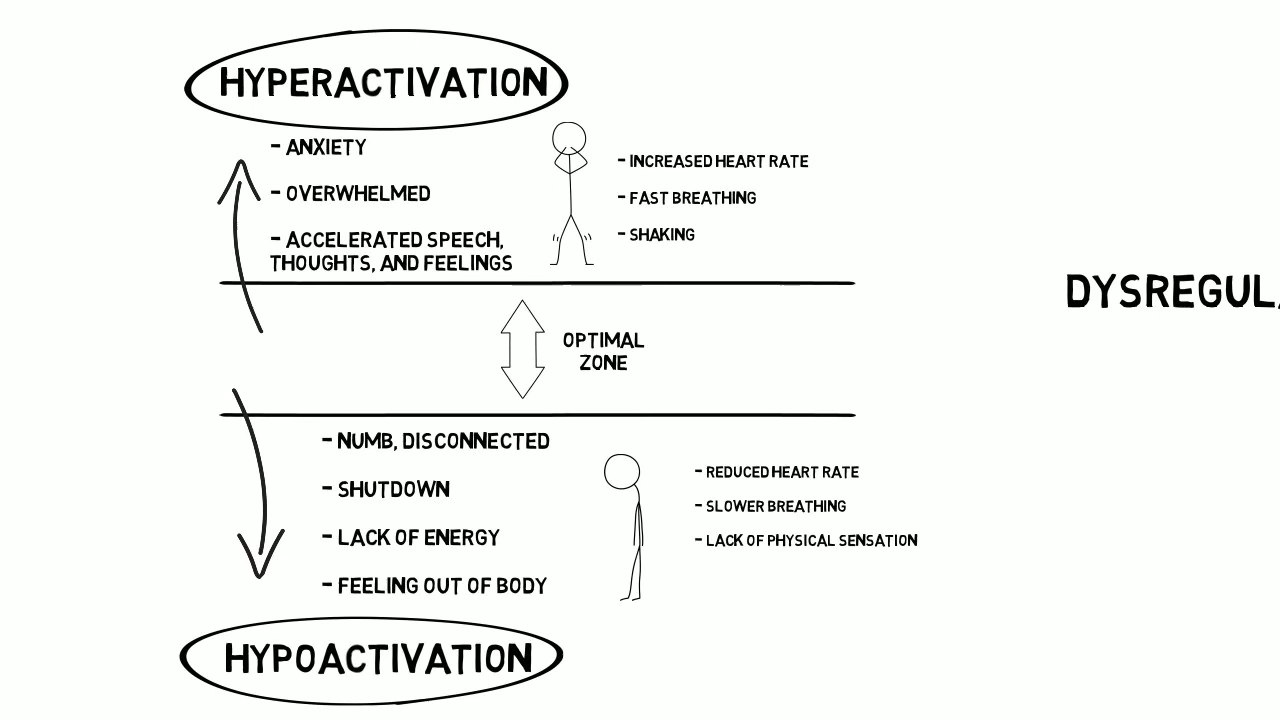 HYPERACTIVATION
- ANXIETY
- OVERWHELMED
- ACCELERATED SPEECH,
THOUGHTS, AND FEELINGS
- INCREASED HEART RATE
- FAST BREATHING
- SHAKING
DYSREGUL
OPTIMAL
ZONE
- NUMB, DISCONNECTED
- SHUTDOWN
- LACK OF ENERGY
- FEELING OUT OF BODY
- REDUCED HEART RATE
- SLOWER BREATHING
- LACK OF PHYSICAL SENSATION
HYPOACTIVATION